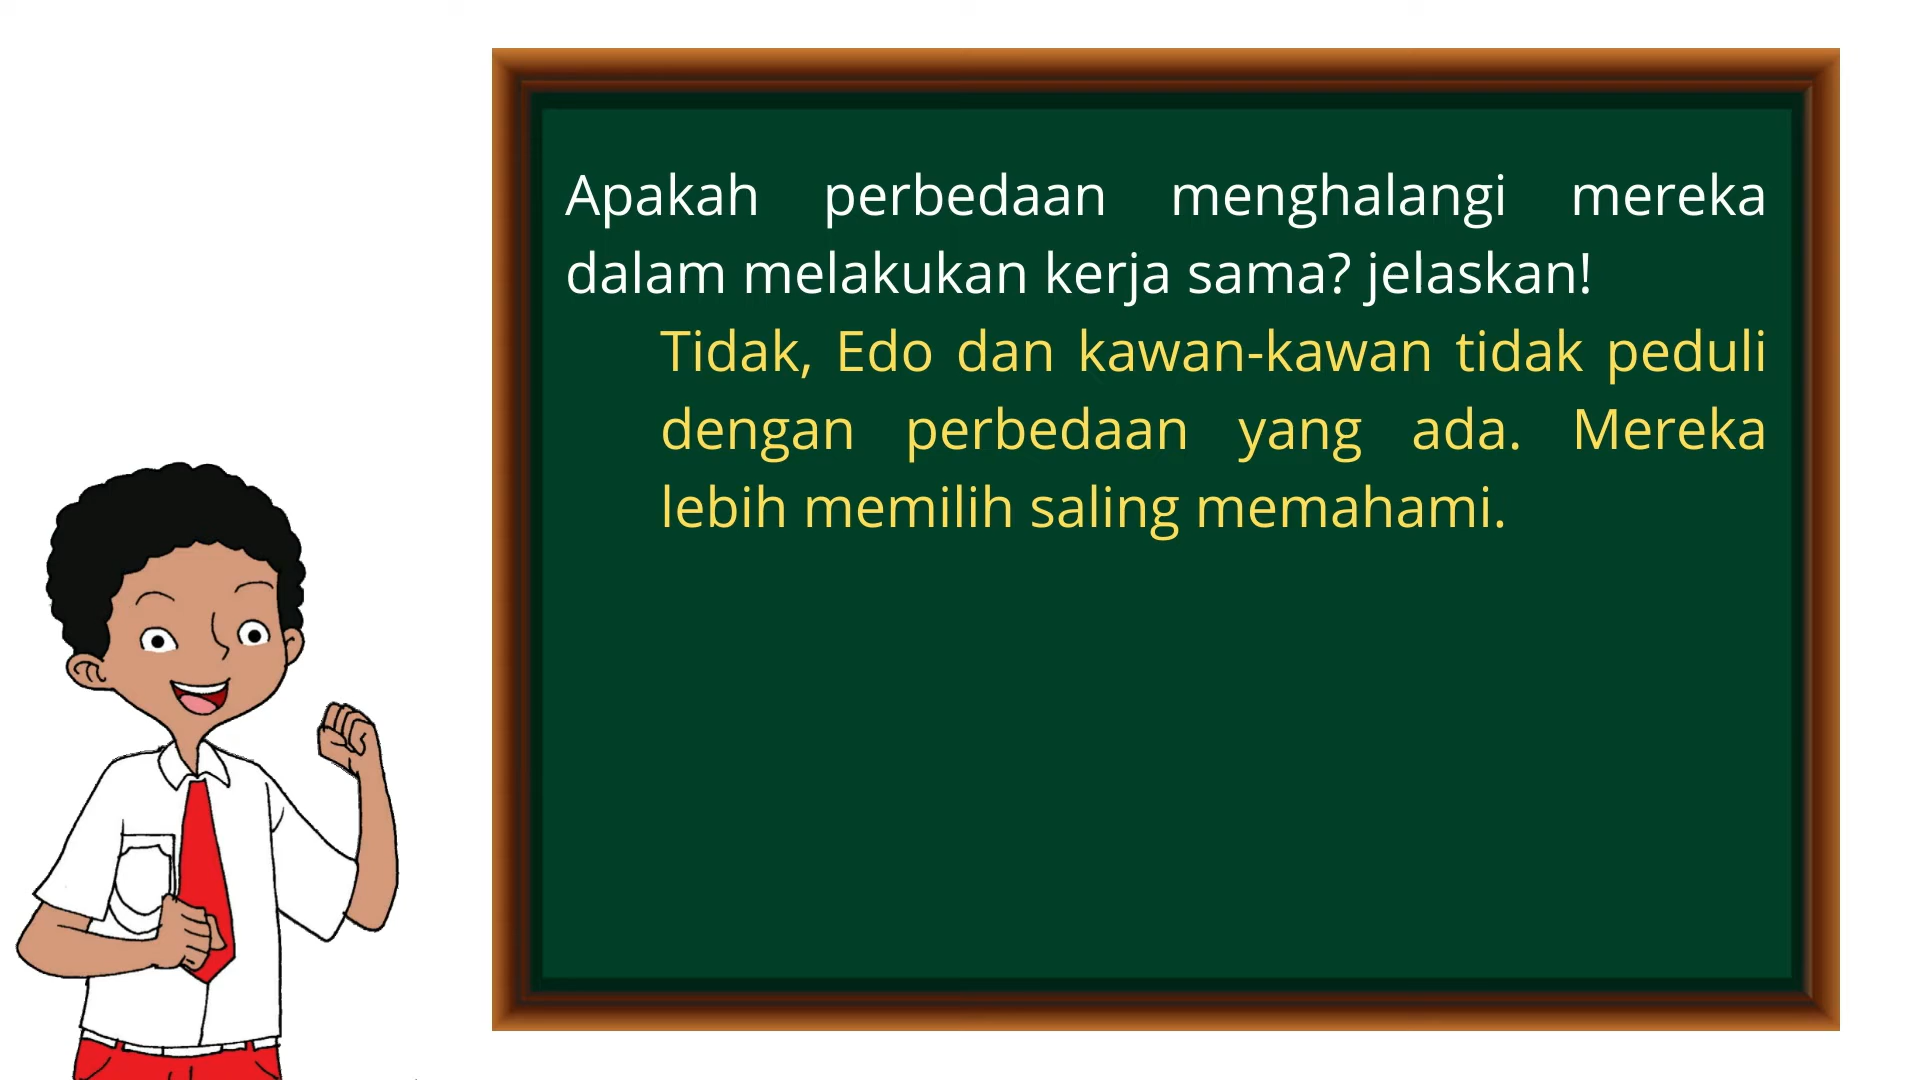 Apakah perbedaan menghalangi mereka
dalam melakukan kerja sama? jelaskan!
Tidak, Edo dan kawan-kawan tidak peduli
dengan perbedaan yang ada. Mereka
lebih memilih saling memahami.